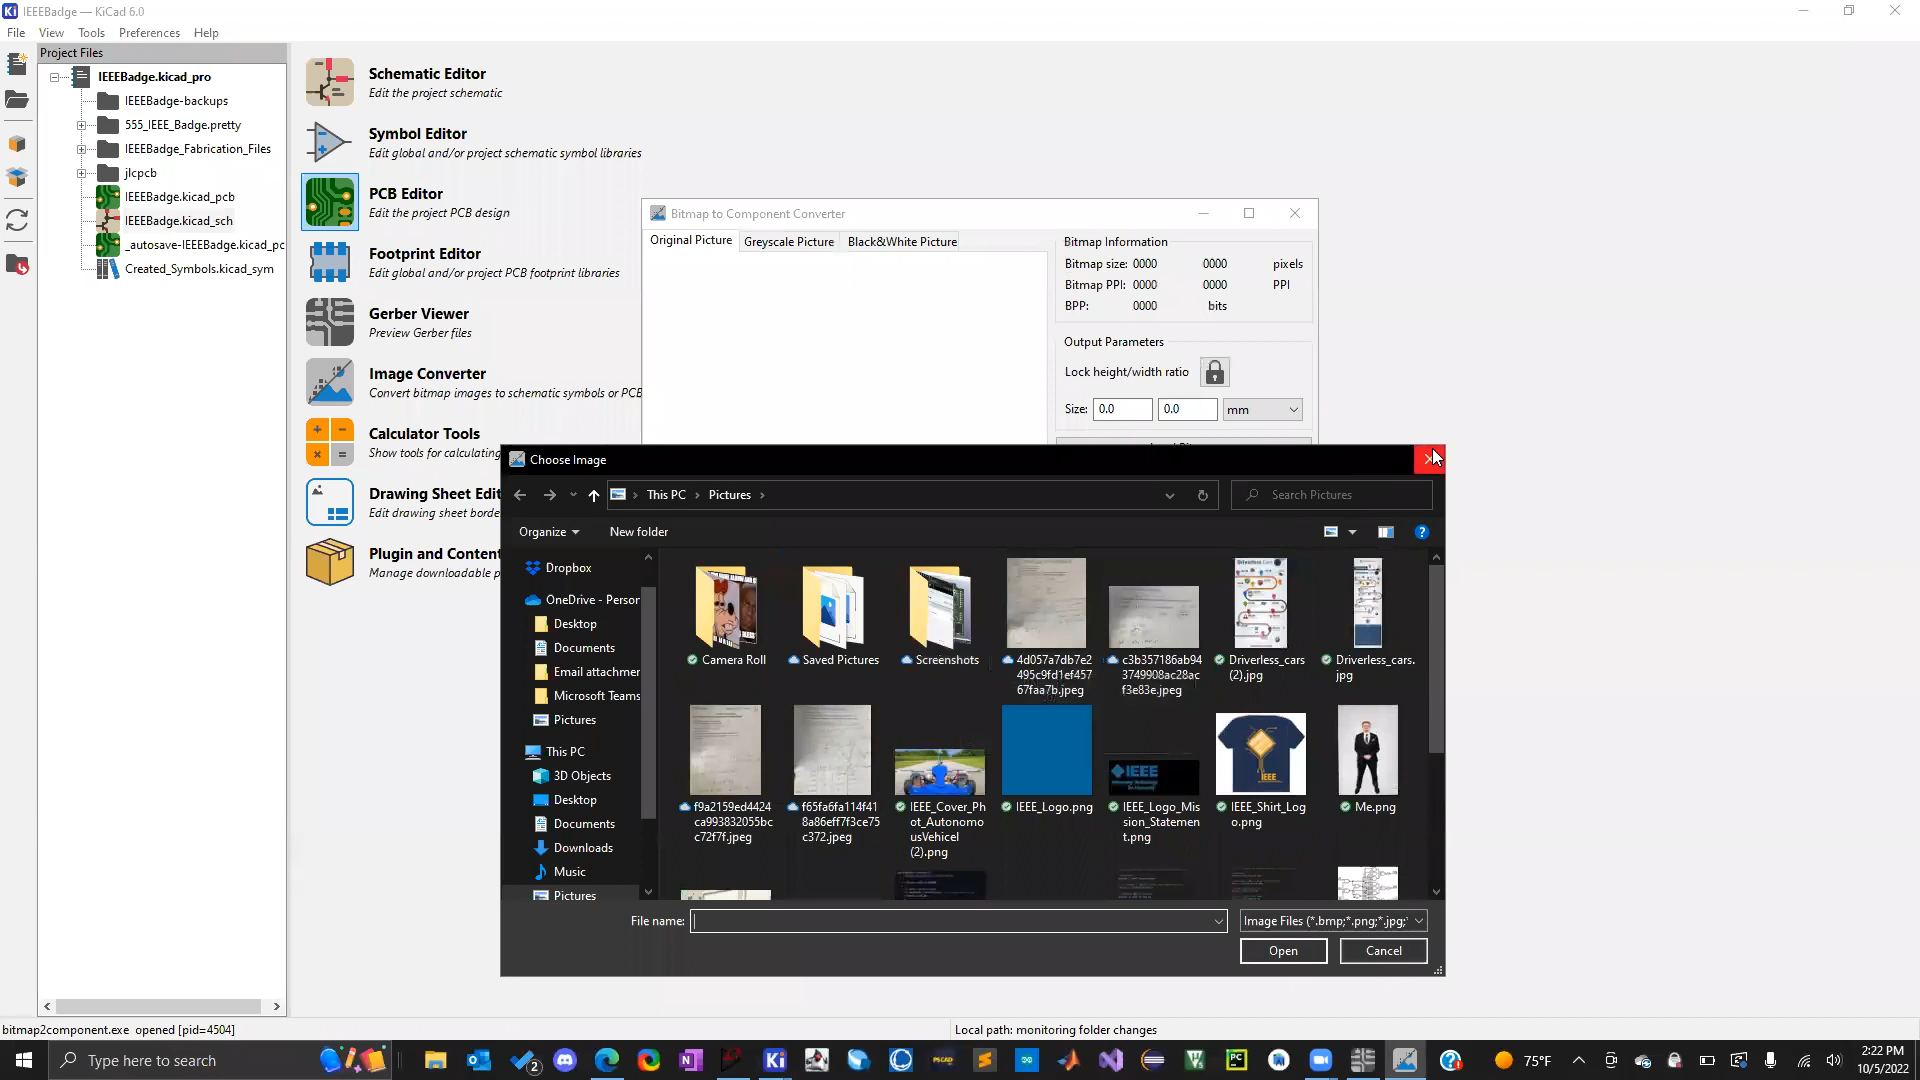 IEEEBadge — KiCad 6.0
File View Tools Preferences Help
Project Files
IEEEBadge.kicad_pro
IEEEBadge-backups
555_IEEE_Badge.pretty
IEEEBadge_Fabrication_Files
jlcpcb
IEEEBadge.kicad_pcb
IEEEBadge.kicad_sch
_autosave-IEEEBadge.kicad_pc
Created_Symbols.kicad_sym
Schematic Editor
Edit the project schematic
Symbol Editor
Edit global and/or project schematic symbol libraries
PCB Editor
Edit the project PCB design
Footprint Editor
Edit global and/or project PCB footprint libraries
Gerber Viewer
Preview Gerber files
Image Converter
Convert bitmap images to schematic symbols or PCB
Calculator Tools
Show tools for calculating
Drawing Sheet Edit
Edit drawing sheet borde
Plugin and Content
Manage downloadable p
Bitmap to Component Converter
Original Picture Greyscale Picture Black&White Picture
Bitmap Information
Bitmap size: 0000 0000 pixels
Bitmap PPI: 0000 0000 PPI
BPP: 0000 bits
Output Parameters
Lock height/width ratio
Size: 0.0 0.0 mm
Choose Image
This PC Pictures
Search Pictures
Organize New folder
Dropbox
OneDrive - Person
Desktop
Documents
Email attachmen
Microsoft Teams
Pictures
This PC
3D Objects
Desktop
Documents
Downloads
Music
Pictures
Camera Roll
Saved Pictures
Screenshots
4d057a7db7e2
495c9fd1ef457
67faa7b.jpeg
c3b357186ab94
3749908ac28ac
f3e83e.jpeg
Driverless_cars
(2).jpg
Driverless_cars.
jpg
f9a2159ed4424
ca993832055bc
c72f7f.jpeg
f65fa6fa114f41
8a86eff7f3ce75
c372.jpeg
IEEE_Cover_Ph
ot_Autonomo
usVehicel
(2).png
IEEE_Logo.png
IEEE
IEEE_Logo_Mis
sion_Statemen
t.png
IEEE
IEEE_Shirt_Log
o.png
Me.png
File name:
Image Files (*.bmp;*.png;*.jpg;*
Open Cancel
bitmap2component.exe opened [pid=4504]
Local path: monitoring folder changes
Type here to search
75°F
2:22 PM
10/5/2022